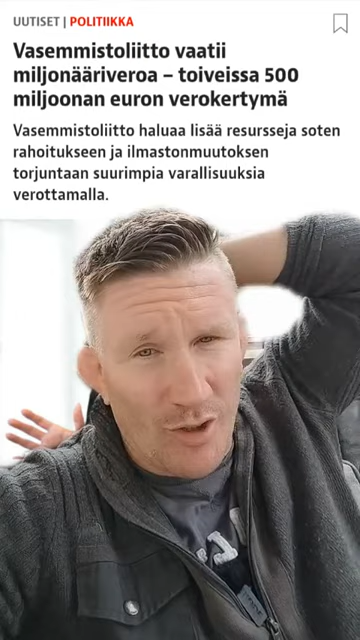 UUTISET | POLITIIKKA
Vasemmistoliitto vaatii
miljonääriveroa – toiveissa 500
miljoonan euron verokertymä
Vasemmistoliitto haluaa lisää resursseja soten
rahoitukseen ja ilmastonmuutoksen
torjuntaan suurimpia varallisuuksia
verottamalla.